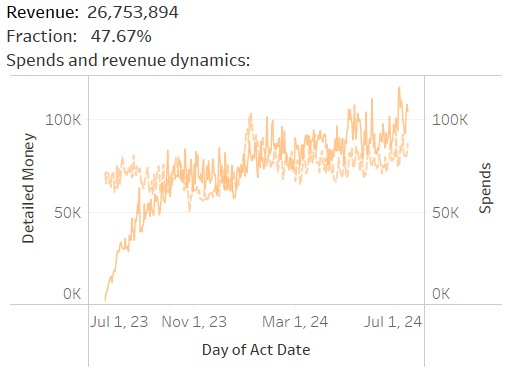 Revenue: 26,753,894
Fraction: 47.67%
Spends and revenue dynamics:
100K
100K
Detailed Money
Spends
50K
50K
0K
0K
Jul 1, 23 Nov 1, 23 Mar 1, 24 Jul 1, 24
Day of Act Date